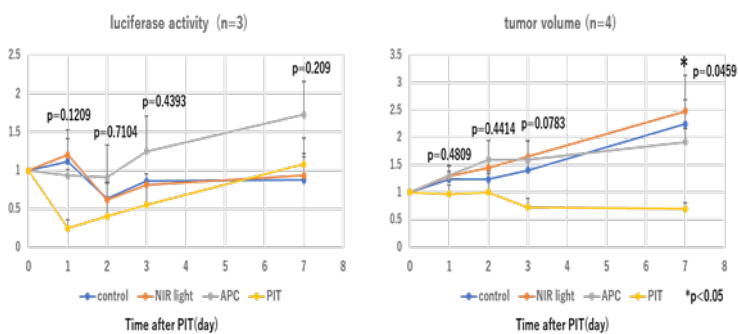 luciferase activity (n=3)
2.5
2
1.5
1
0.5
0
p=0.1209
p=0.7104
p=0.4393
p=0.209
0 1 2 3 4 5 6 7 8
control NIR light APC PIT
Time after PIT(day)
tumor volume (n=4)
3.5
3
2.5
2
1.5
1
0.5
0
p=0.4809
p=0.4414
p=0.0783
*
p=0.0459
0 1 2 3 4 5 6 7 8
control NIR light APC PIT *p<0.05
Time after PIT(day)